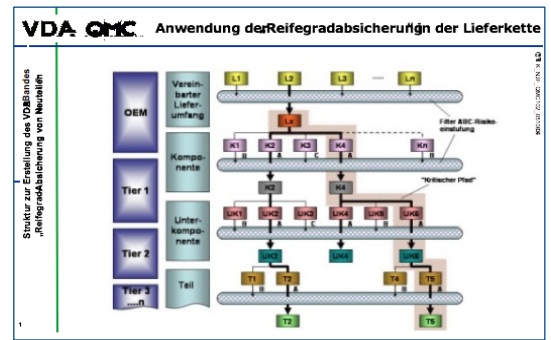 VDA QMC Anwendung der„Reifegradabsicherung“in der Lieferkette
Struktur zur Erstellung des VDABandes
„ReifegradAbsicherung von Neuteilen
OEM
Tier 1
Tier 2
Tier 3
....n
Verein-
barter
Liefer-
umfang
Kompo-
nente
Unter-
kompo-
nente
Teil
L1 L2 L3 Ln
Lx
Filter ABC-Risiko-
einstufung
K1 K2 K3 K4 Kn
B A C A B
K2 K4
"Kritischer Pfad"
UK1 UK2 UK3 UK4 UK5 UK6
B A C A B A
UK2 UK4 UK6
T1 T2 T4 T5
B A B A
T2 T5
1